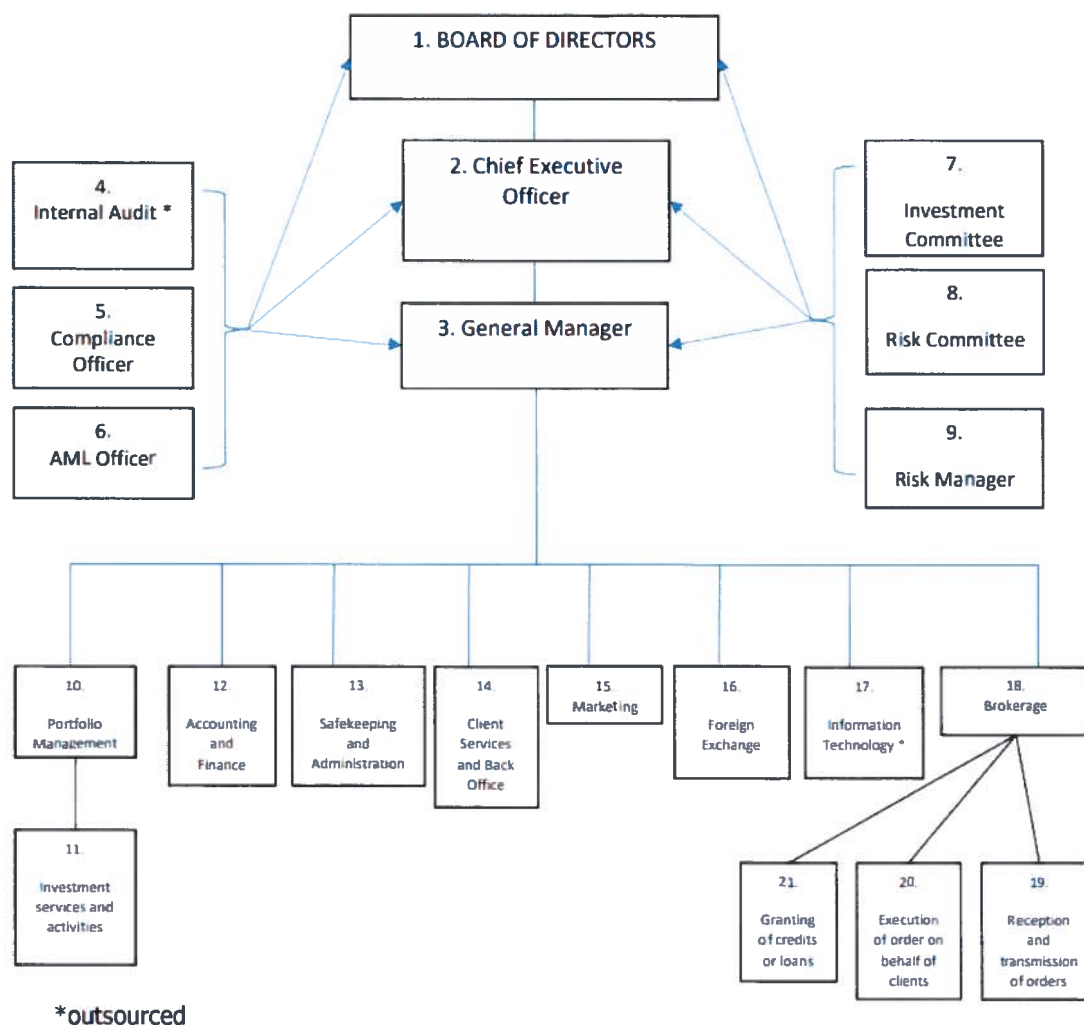 1. BOARD OF DIRECTORS
2. Chief Executive
Officer
3. General Manager
4.
Internal Audit *
5.
Compliance
Officer
6.
AML Officer
7.
Investment
Committee
8.
Risk Committee
9.
Risk Manager
10.
Portfolio
Management
11.
Investment
services and
activities
12.
Accounting
and
Finance
13.
Safekeeping
and
Administration
14.
Client
Services
and Back
Office
15.
Marketing
16.
Foreign
Exchange
17.
Information
Technology *
18.
Brokerage
21.
Granting
of credits
or loans
20.
Execution
of order on
behalf of
clients
19.
Reception
and
transmission
of orders
*outsourced